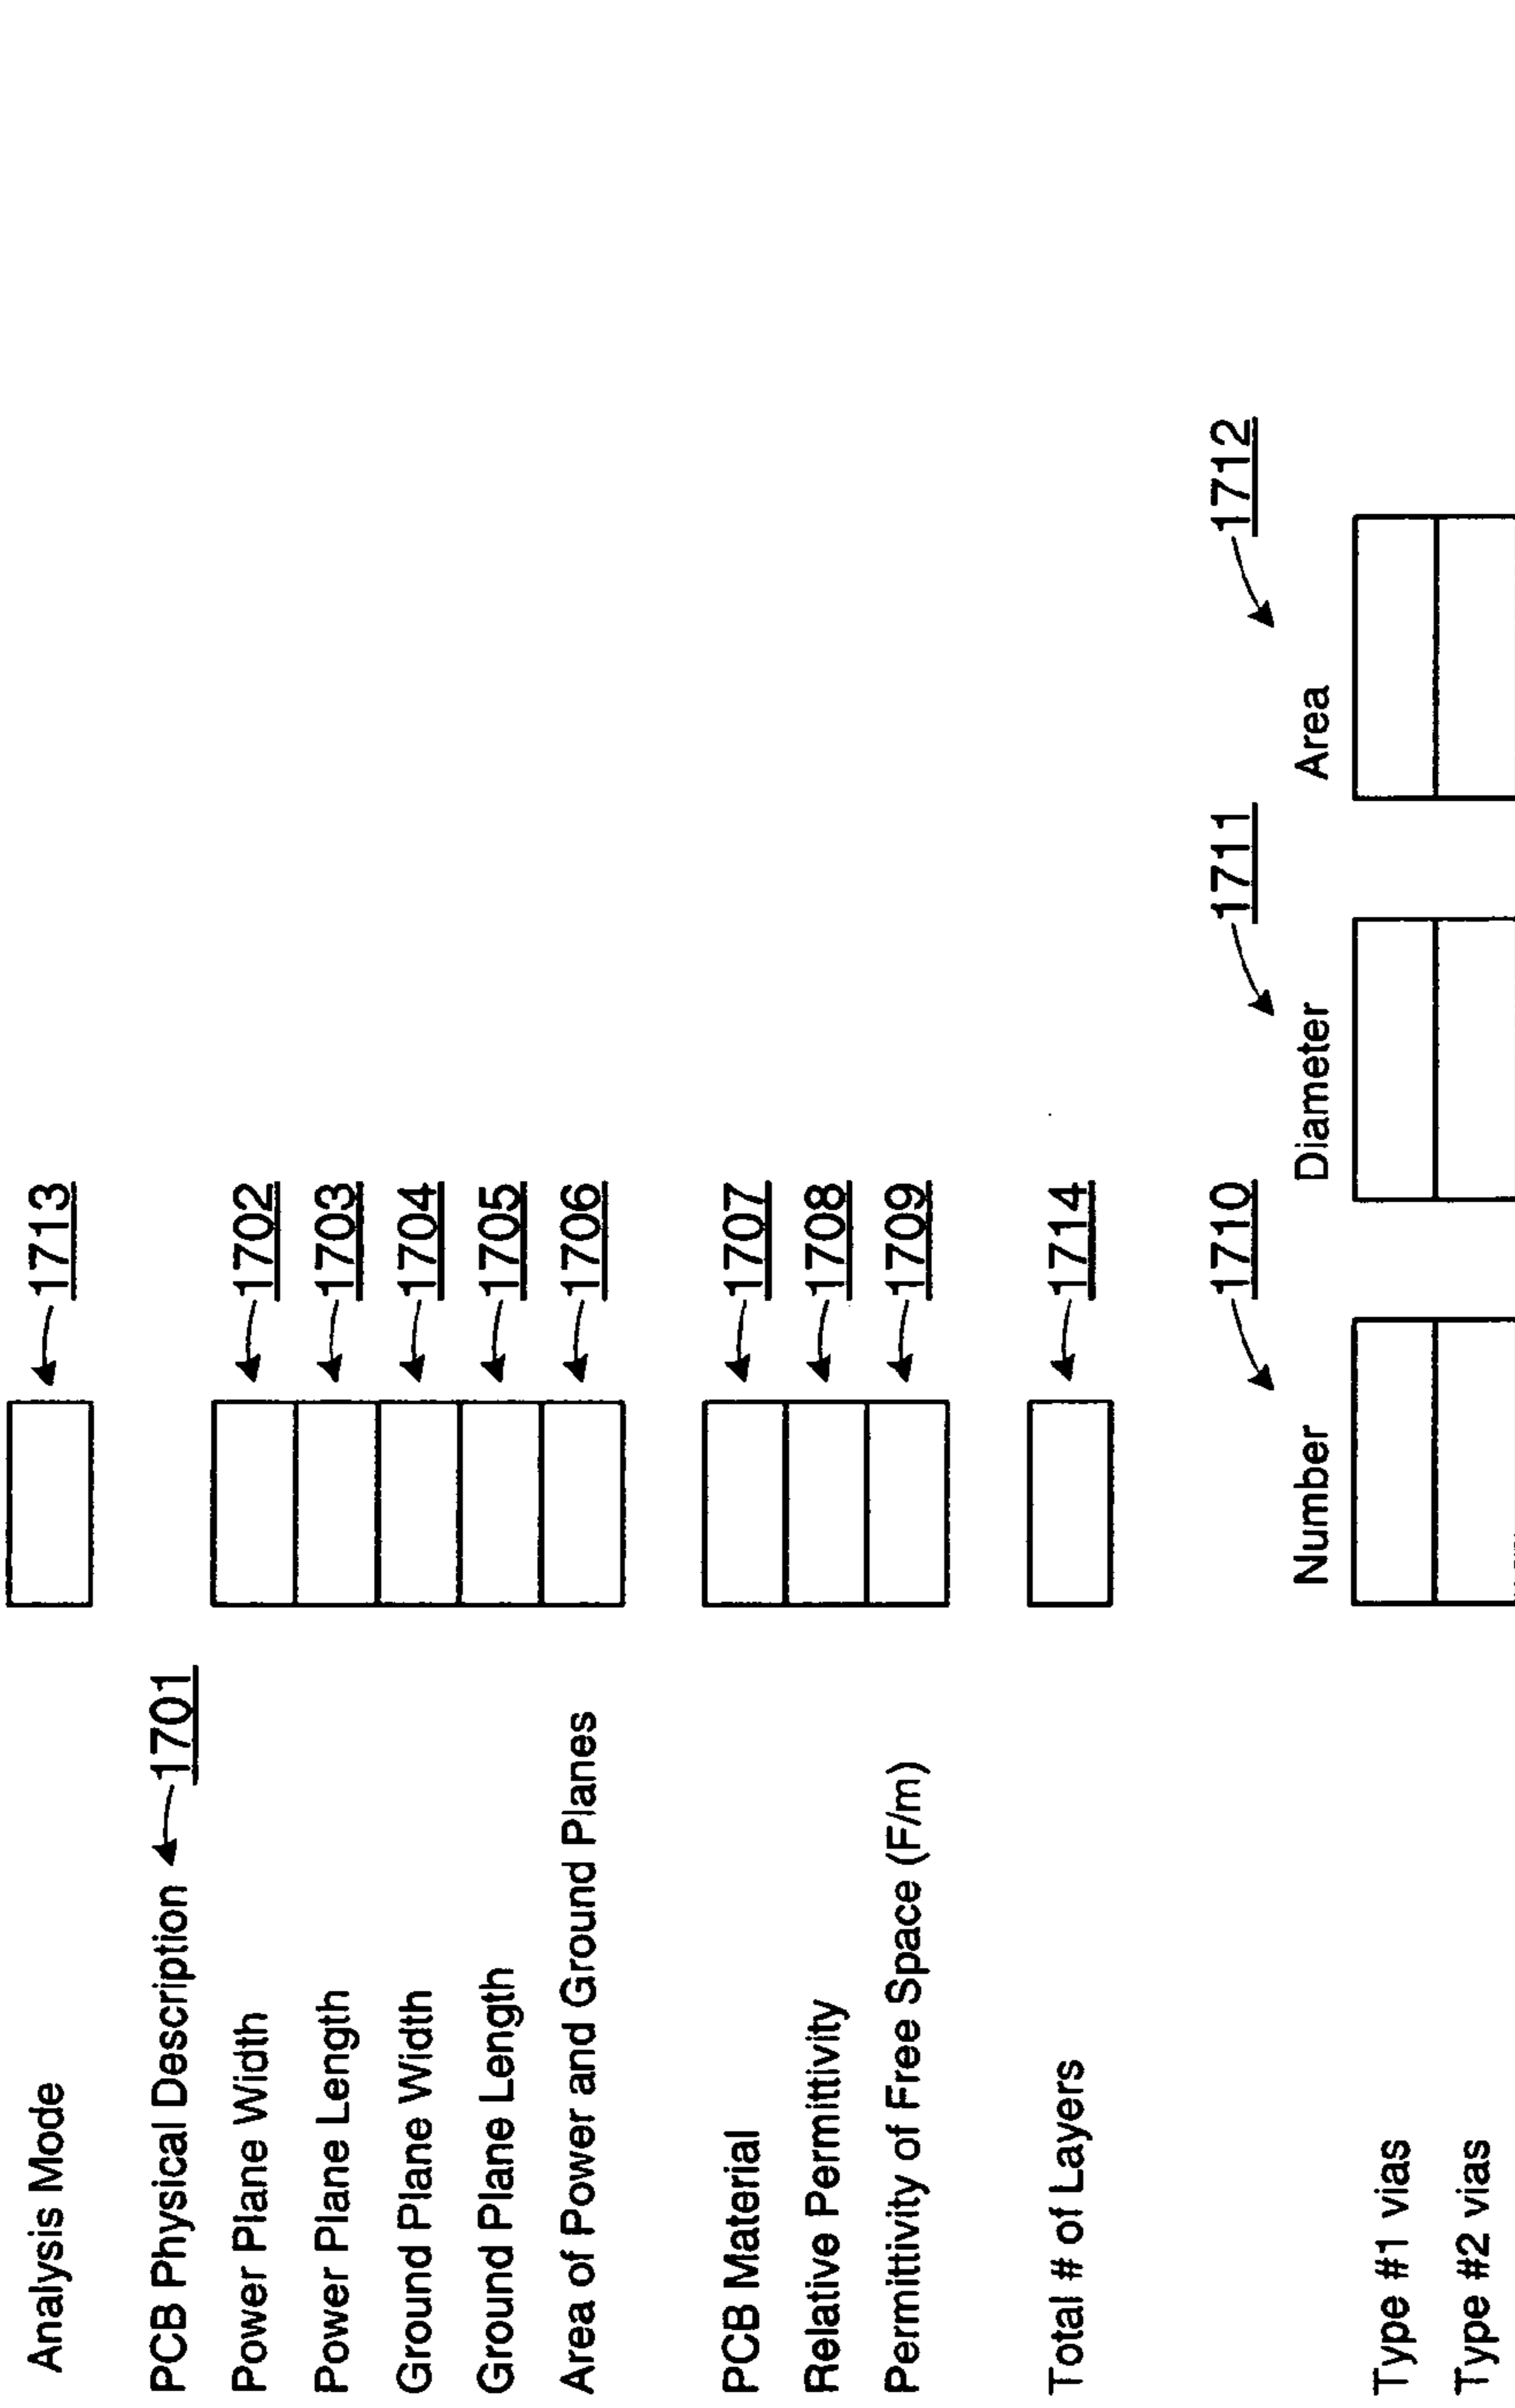 Analysis Mode 1713
PCB Physical Description 1701
Power Plane Width 1702
Power Plane Length 1703
Ground Plane Width 1704
Ground Plane Length 1705
Area of Power and Ground Planes 1706
PCB Material 1707
Relative Permittivity 1708
Permittivity of Free Space (F/m) 1709
Total # of Layers 1714
1710 1711 1712
Number Diameter Area
Type #1 vias
Type #2 vias